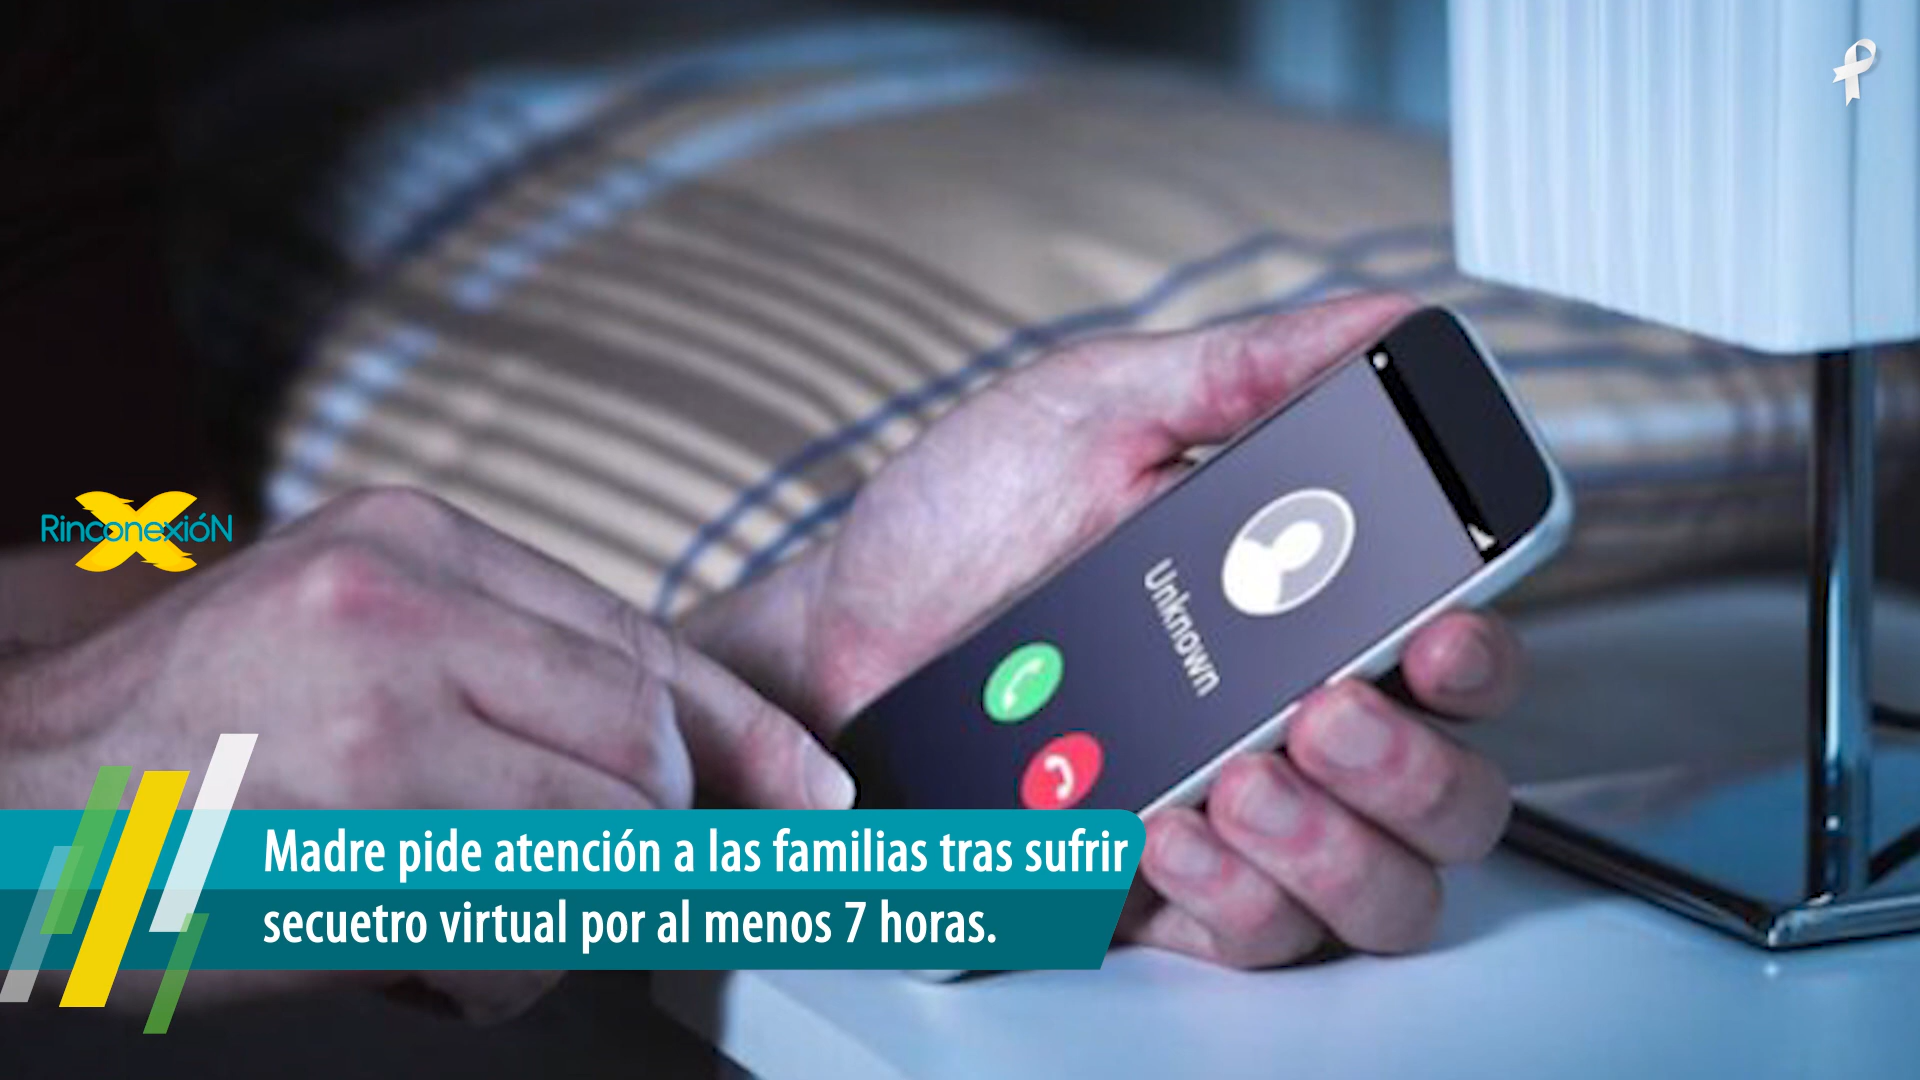 RinconexióN
Unknown
Madre pide atención a las familias tras sufrir
secuetro virtual por al menos 7 horas.